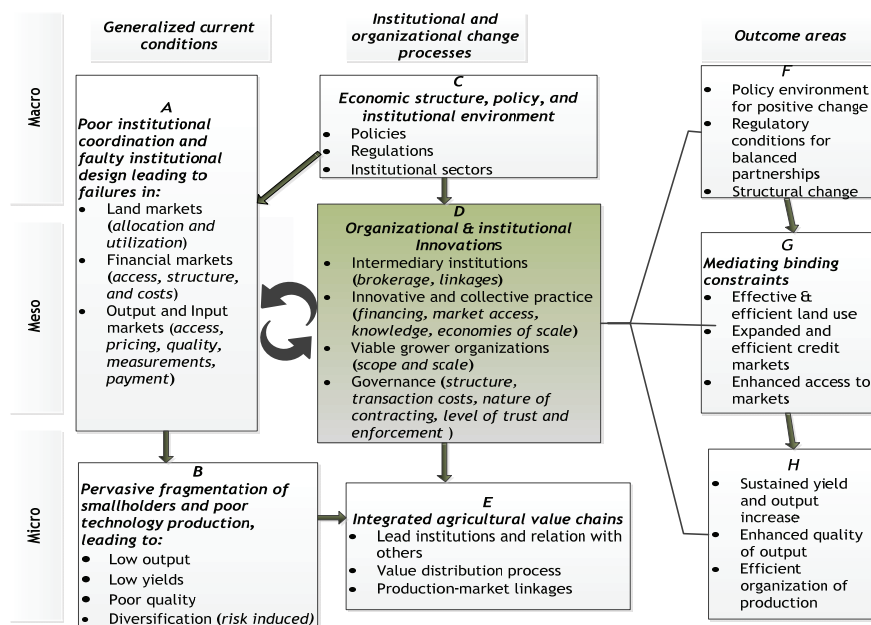 Generalized current
conditions
Institutional and
organizational change
processes
Outcome areas
Macro
Meso
Micro
A
Poor institutional
coordination and
faulty institutional
design leading to
failures in:
• Land markets
(allocation and
utilization)
• Financial markets
(access, structure,
and costs)
• Output and Input
markets (access,
pricing, quality,
measurements,
payment)
B
Pervasive fragmentation of
smallholders and poor
technology production,
leading to:
• Low output
• Low yields
• Poor quality
• Diversification (risk induced)
C
Economic structure, policy, and
institutional environment
• Policies
• Regulations
• Institutional sectors
D
Organizational & institutional
Innovations
• Intermediary institutions
(brokerage, linkages)
• Innovative and collective practice
(financing, market access,
knowledge, economies of scale)
• Viable grower organizations
(scope and scale)
• Governance (structure,
transaction costs, nature of
contracting, level of trust and
enforcement )
E
Integrated agricultural value chains
• Lead institutions and relation with
others
• Value distribution process
• Production-market linkages
F
• Policy environment
for positive change
• Regulatory
conditions for
balanced
partnerships
• Structural change
G
Mediating binding
constraints
• Effective &
efficient land use
• Expanded and
efficient credit
markets
• Enhanced access to
markets
H
• Sustained yield
and output
increase
• Enhanced quality
of output
• Efficient
organization of
production